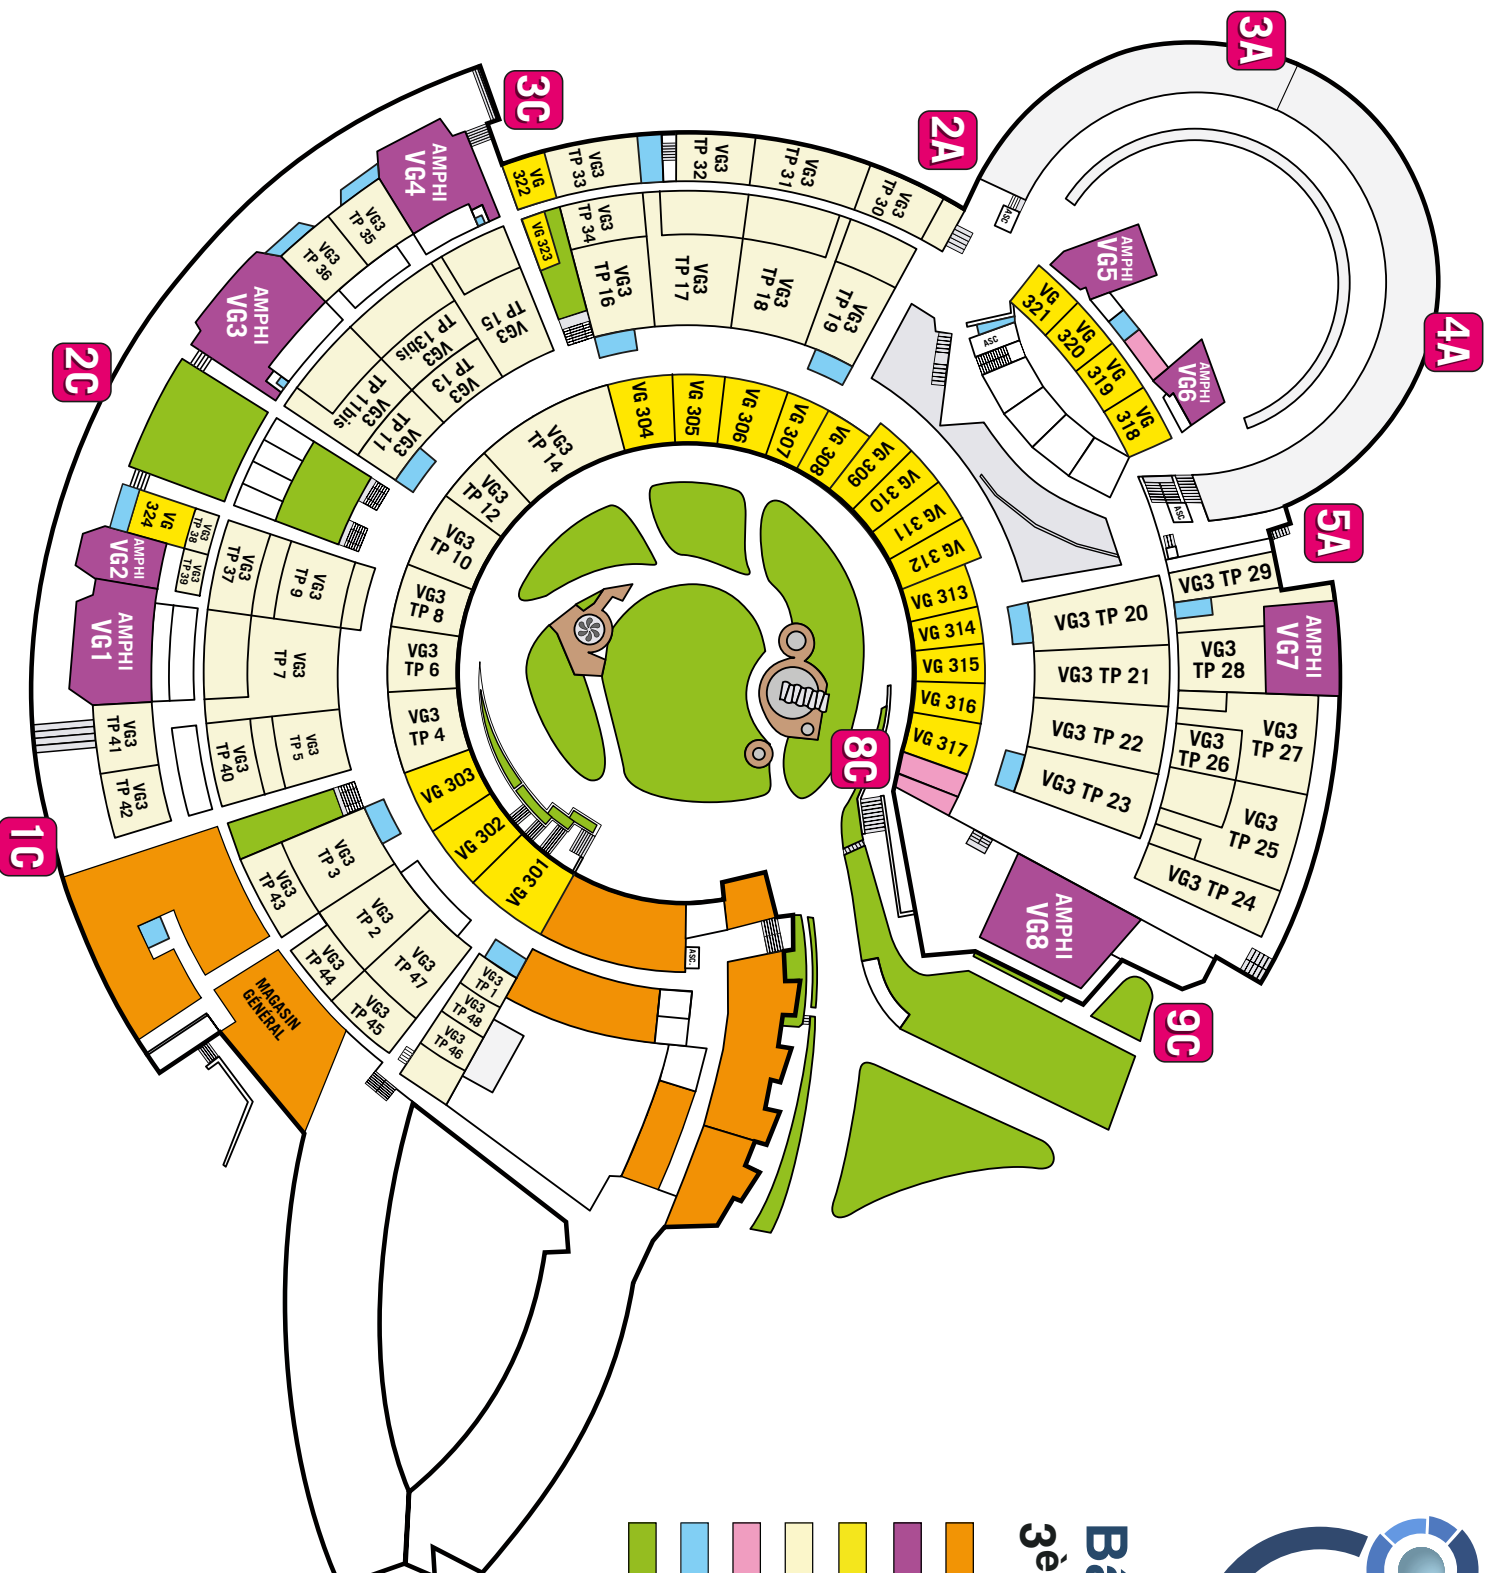 3A
3C
2A
4A
2C
5A
1C
8C
9C
AMPHI
VG4
VG
322
VG3
TP 33
VG3
TP 32
VG3
TP 31
VG3
TP 30
ASC
VG3
TP 35
VG 323
VG3
TP 34
VG3
TP 36
VG3
TP 16
VG3
TP 17
VG3
TP 18
VG3
TP 19
AMPHI
VG5
VG
321
VG
320
VG
319
VG
318
AMPHI
VG6
ASC
AMPHI
VG3
VG3
TP 15
VG3
TP 13bis
VG3
TP 13
VG3
TP 11bis
VG3
TP 11
VG3
TP 14
VG3
TP 12
VG3
TP 10
VG3
TP 8
VG3
TP 6
VG3
TP 4
VG 304
VG 305
VG 306
VG 307
VG 308
VG 309
VG 310
VG 311
VG 312
VG 313
VG 314
VG 315
VG 316
VG 317
ASC
VG3 TP 29
VG3 TP 20
VG3 TP 21
VG3 TP 22
VG3 TP 23
VG3
TP 28
AMPHI
VG7
VG3
TP 27
VG3
TP 26
VG3
TP 25
VG3 TP 24
AMPHI
VG8
VG
324
VG3
TP 38
VG3
TP 39
AMPHI
VG2
AMPHI
VG1
VG3
TP 37
VG3
TP 9
VG3
TP 7
VG3
TP 5
VG3
TP 40
VG3
TP 41
VG3
TP 42
VG 303
VG 302
VG 301
VG3
TP 3
VG3
TP 43
VG3
TP 2
VG3
TP 44
VG3
TP 47
VG3
TP 45
VG3
TP 1
VG3
TP 48
VG3
TP 46
ASC.
MAGASIN
GÉNÉRAL
3è